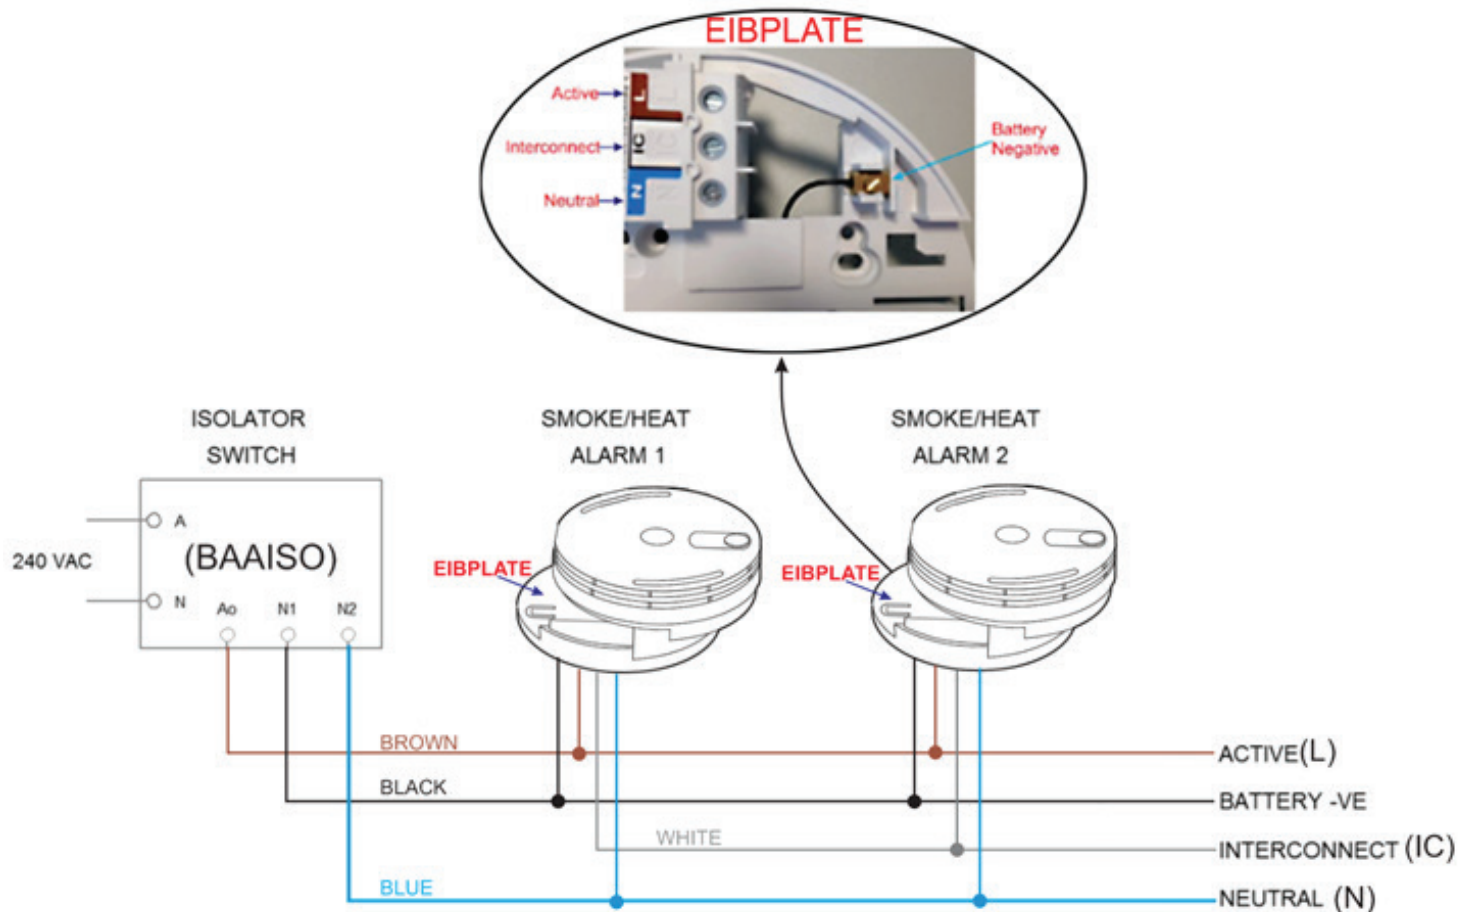 EIBPLATE
Active
L
Interconnect
IC
Neutral
N
Battery
Negative
ISOLATOR
SWITCH
SMOKE/HEAT
ALARM 1
SMOKE/HEAT
ALARM 2
240 VAC
A
(BAAISO)
N
Ao N1 N2
EIBPLATE
EIBPLATE
BROWN
ACTIVE(L)
BLACK
BATTERY -VE
WHITE
INTERCONNECT (IC)
BLUE
NEUTRAL (N)